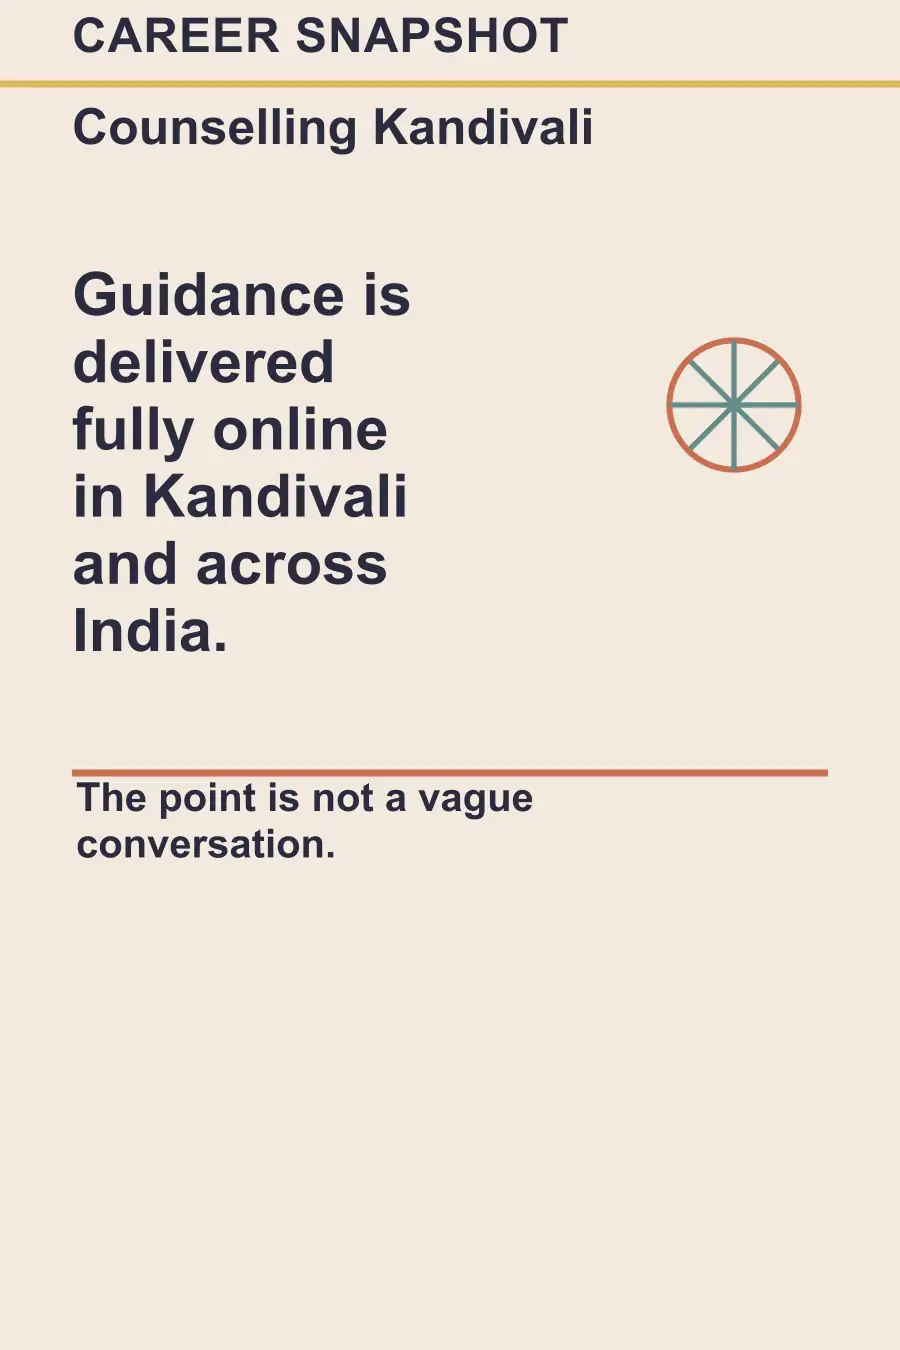 CAREER SNAPSHOT
Counselling Kandivali
Guidance is
delivered
fully online
in Kandivali
and across
India.
The point is not a vague
conversation.